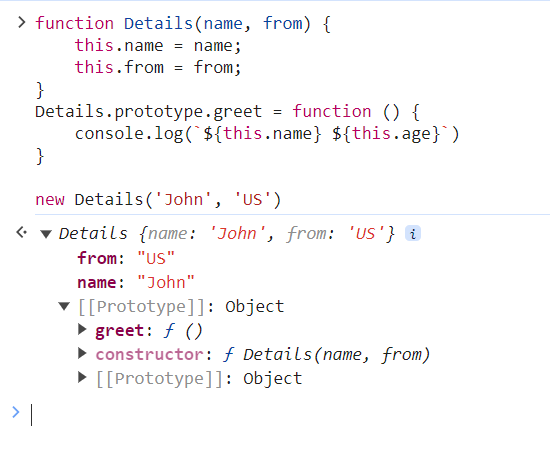 function Details(name, from) {
this.name = name;
this.from = from;
}
Details.prototype.greet = function () {
console.log(`${this.name} ${this.age}`)
}
new Details('John', 'US')
Details {name: 'John', from: 'US'} i
from: "US"
name: "John"
[[Prototype]]: Object
greet: ƒ ()
constructor: ƒ Details(name, from)
[[Prototype]]: Object